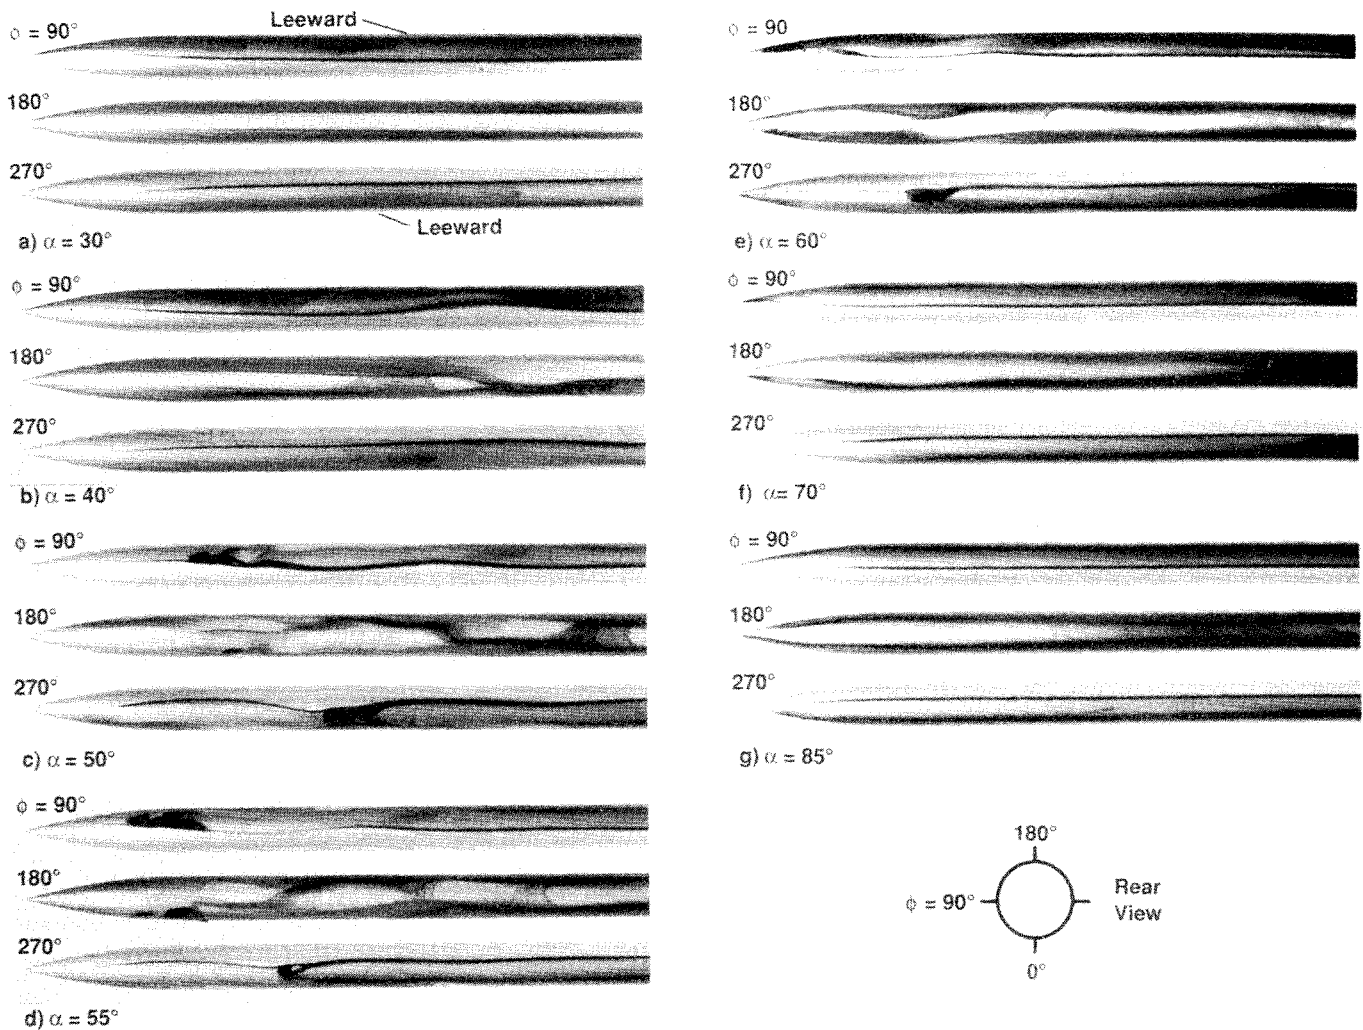 Leeward
ϕ = 90°
180°
270°
Leeward
a) α = 30°
ϕ = 90°
180°
270°
b) α = 40°
ϕ = 90°
180°
270°
c) α = 50°
ϕ = 90°
180°
270°
d) α = 55°
ϕ = 90
180°
270°
e) α = 60°
ϕ = 90
180°
270°
f) α= 70°
ϕ = 90°
180°
270°
g) α = 85°
180°
ϕ = 90°
Rear
View
0°